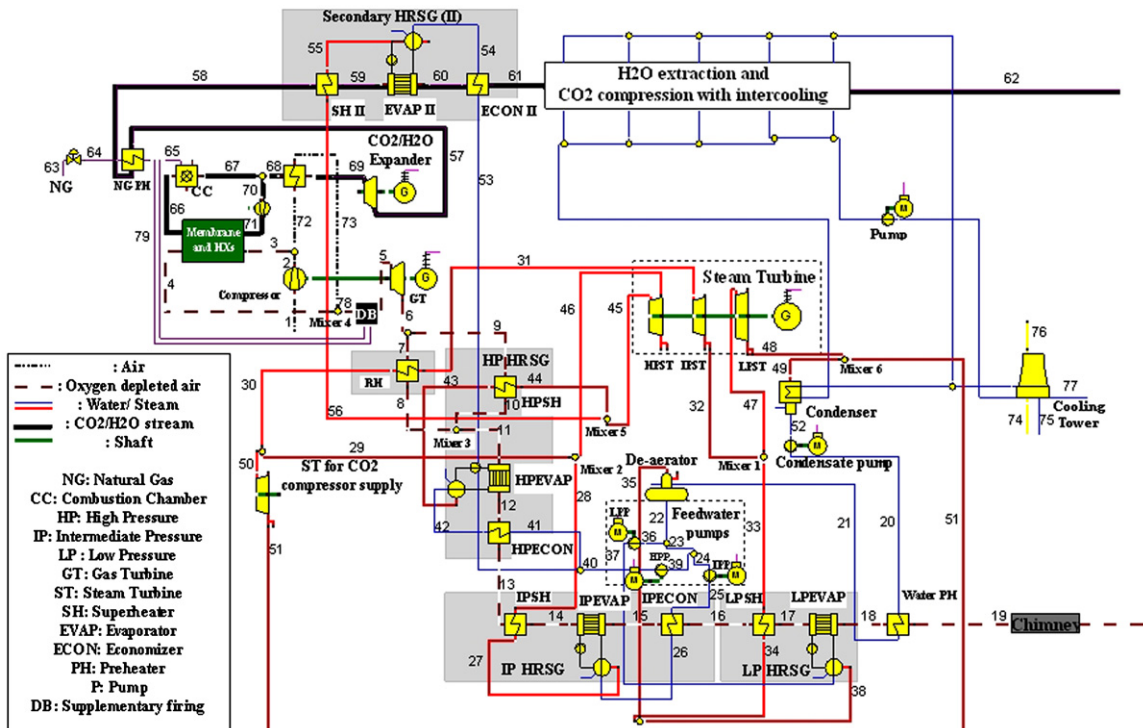 Secondary HRSG (II)
55
54
58
59
60
61
H2O extraction and
CO2 compression with intercooling
62
SH II
EVAP II
ECON II
64
65
63
NG
NG PH
CC
67
68
69
CO2/H2O
Expander
57
G
53
66
70
71
72
73
79
Membrane
and HXs
3
4
2
5
Compressor
GT
G
1
Mixer 4
78
DB
6
M
Pump
31
Steam Turbine
46
45
G
48
HPST
IPST
LPST
49
Mixer 6
76
7
9
HP HRSG
30
RH
43
44
8
10
HPSH
56
32
47
Condenser
77
74
75
Cooling
Tower
11
Mixer 3
Mixer 5
52
M
Condensate pump
50
29
ST for CO2
compressor supply
Mixer 2
De-aerator
Mixer 1
35
HPEVAP
28
12
22
Feedwater
pumps
33
21
20
51
LPP
M
36
23
42
41
HPECON
37
HPP
39
24
40
M
IPP
M
25
51
13
IPSH
IPEVAP
IPECON
LPSH
LPEVAP
Water PH
14
15
16
17
18
19
Chimney
27
IP HRSG
26
34
LP HRSG
38
: Air
: Oxygen depleted air
: Water/ Steam
: CO2/H2O stream
: Shaft
NG: Natural Gas
CC: Combustion Chamber
HP: High Pressure
IP: Intermediate Pressure
LP : Low Pressure
GT: Gas Turbine
ST: Steam Turbine
SH: Superheater
EVAP: Evaporator
ECON: Economizer
PH: Preheater
P: Pump
DB: Supplementary firing